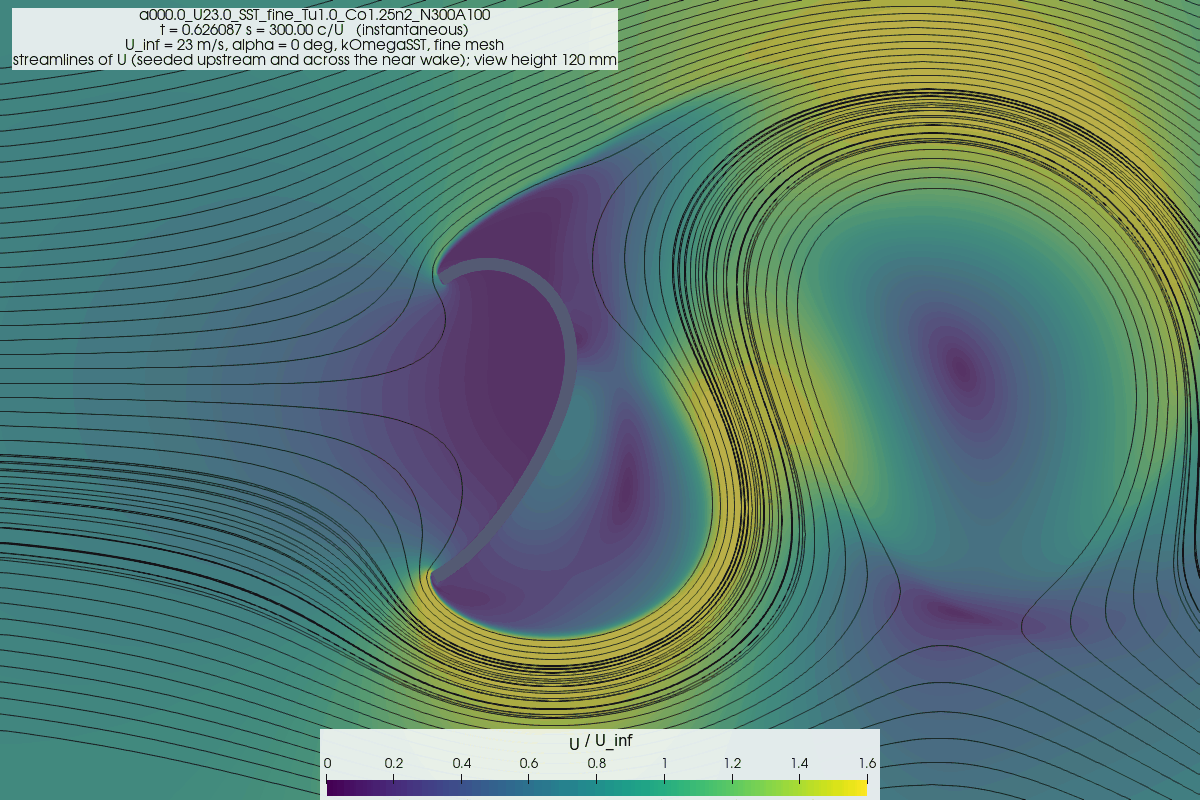 a000.0_U23.0_SST_fine_Tu1.0_Co1.25n2_N300A100
t = 0.626087 s = 300.00 c/U (instantaneous)
U_inf = 23 m/s, alpha = 0 deg, kOmegaSST, fine mesh
streamlines of U (seeded upstream and across the near wake); view height 120 mm
U / U_inf
0 0.2 0.4 0.6 0.8 1 1.2 1.4 1.6